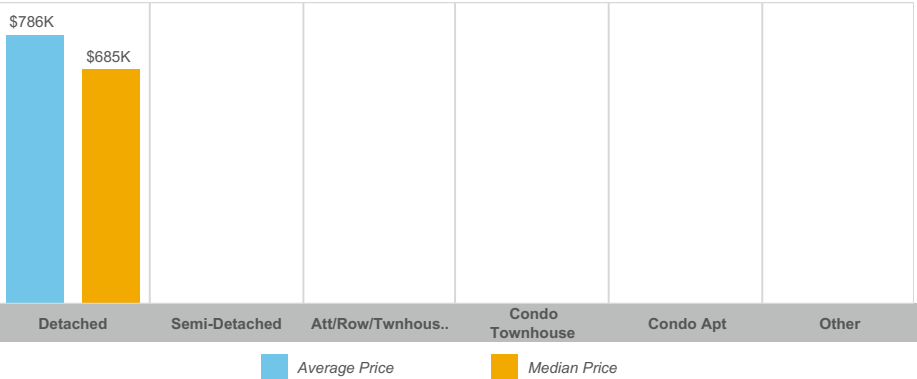 $786K
$685K
Detached
Semi-Detached
Att/Row/Twnhous..
Condo
Townhouse
Condo Apt
Other
Average Price
Median Price